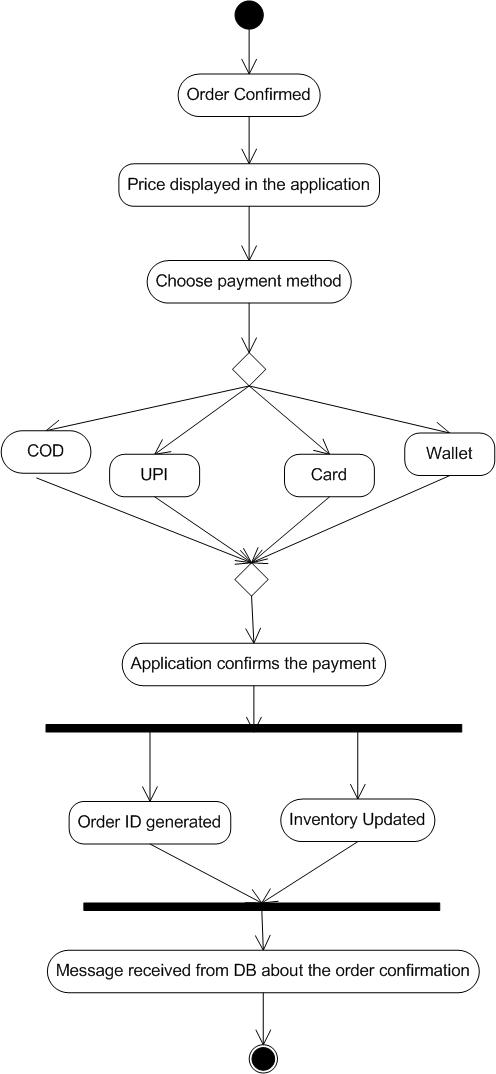 Order Confirmed
Price displayed in the application
Choose payment method
COD
UPI
Card
Wallet
Application confirms the payment
Order ID generated
Inventory Updated
Message received from DB about the order confirmation